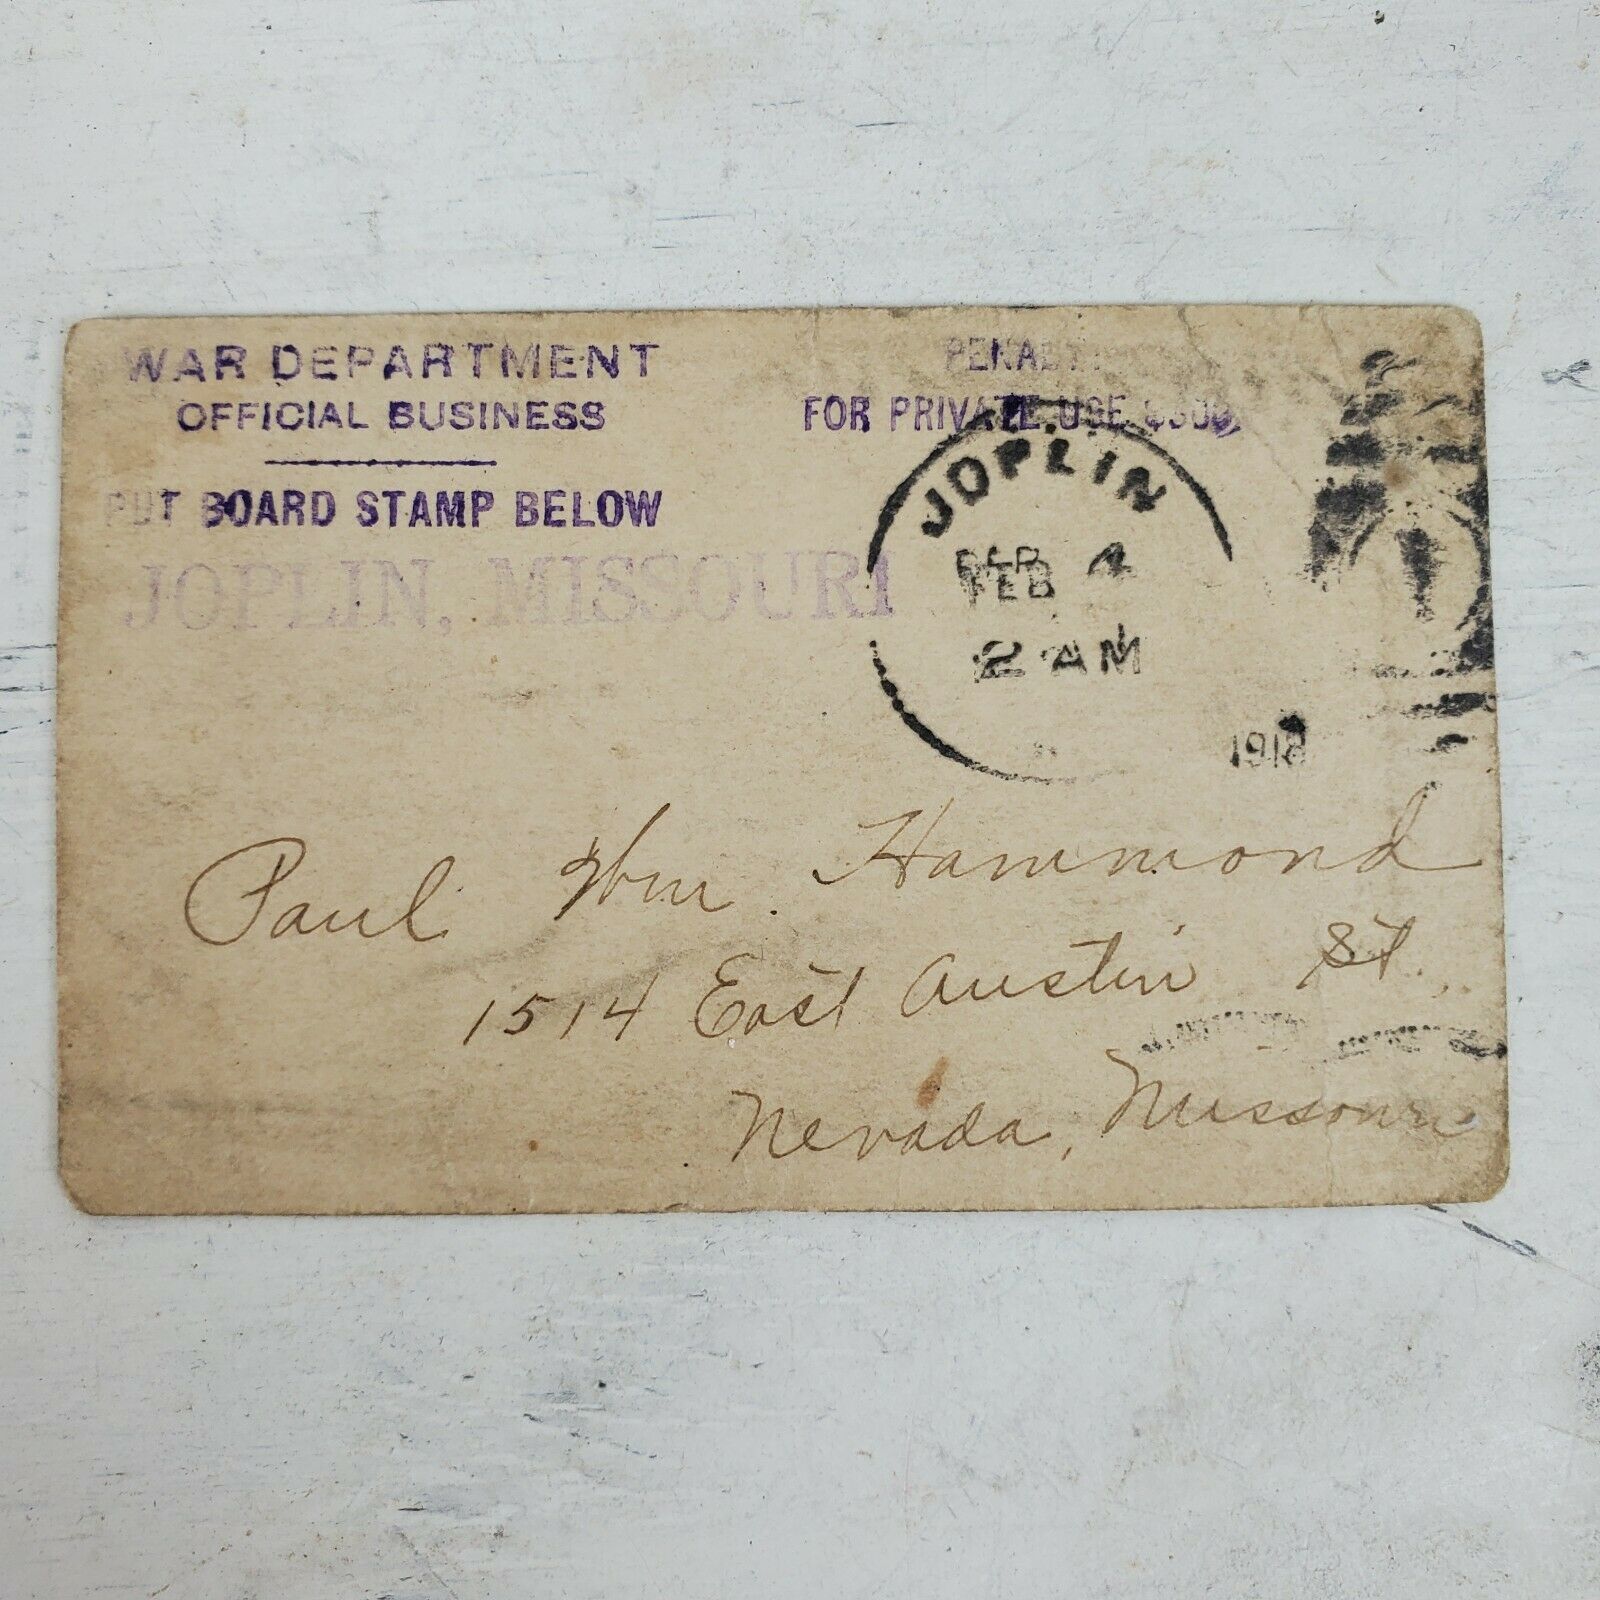 WAR DEPARTMENT
OFFICIAL BUSINESS
PUT BOARD STAMP BELOW
JOPLIN, MISSOURI
PENALTY
FOR PRIVATE USE $300
JOPLIN
FEB 4
2 AM
1918
Paul Wm. Hammond
1514 East Austin St.
Nevada, Missouri